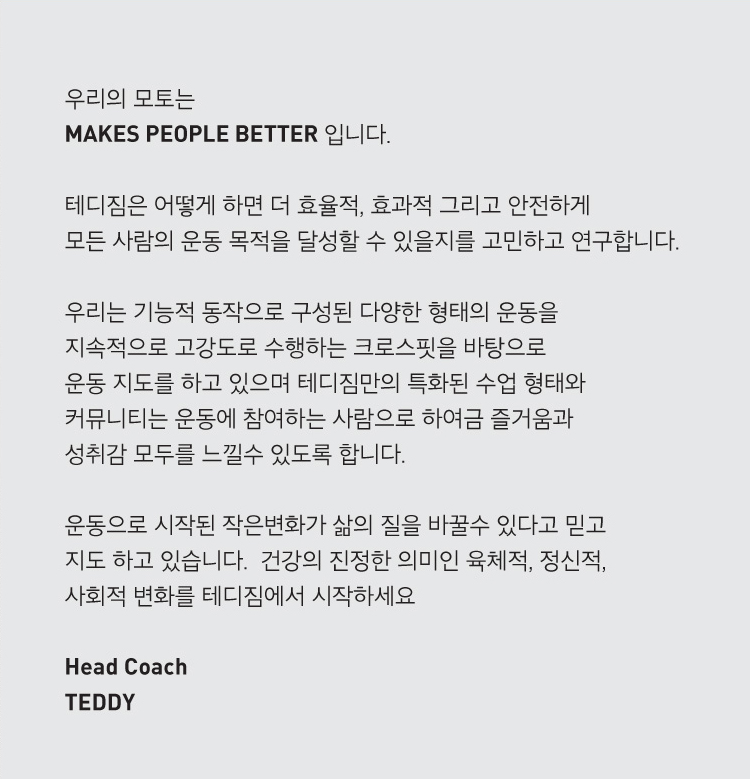 우리의 모토는
MAKES PEOPLE BETTER 입니다.
테디짐은 어떻게 하면 더 효율적, 효과적 그리고 안전하게
모든 사람의 운동 목적을 달성할 수 있을지를 고민하고 연구합니다.
우리는 기능적 동작으로 구성된 다양한 형태의 운동을
지속적으로 고강도로 수행하는 크로스핏을 바탕으로
운동 지도를 하고 있으며 테디짐만의 특화된 수업 형태와
커뮤니티는 운동에 참여하는 사람으로 하여금 즐거움과
성취감 모두를 느낄수 있도록 합니다.
운동으로 시작된 작은변화가 삶의 질을 바꿀수 있다고 믿고
지도 하고 있습니다.  건강의 진정한 의미인 육체적, 정신적,
사회적 변화를 테디짐에서 시작하세요
Head Coach
TEDDY